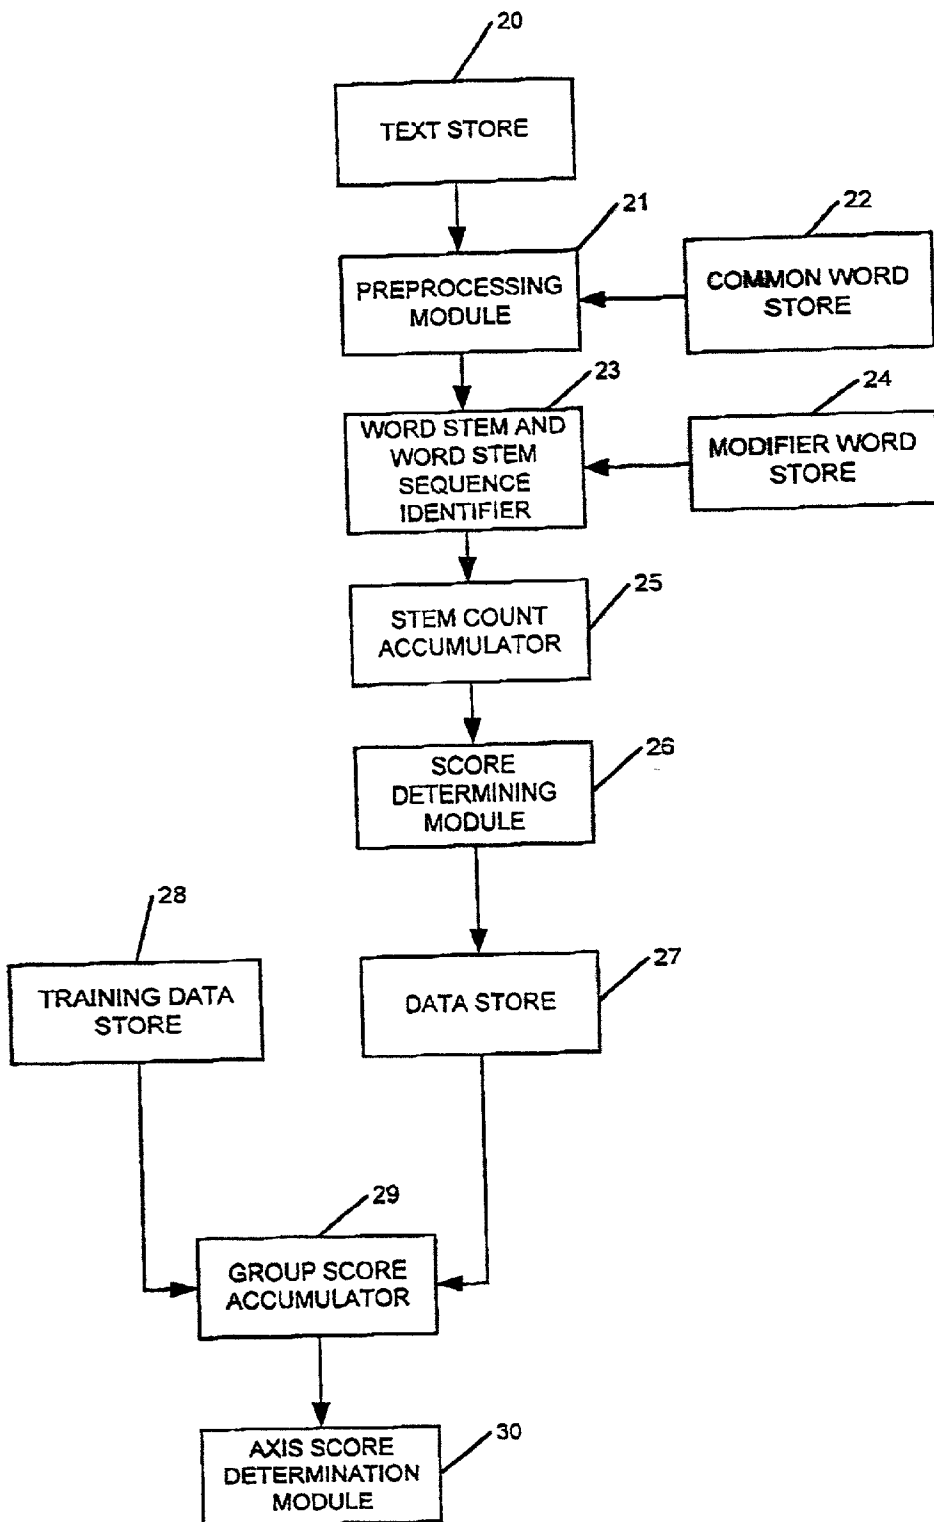 20
TEXT STORE
21
22
PREPROCESSING
MODULE
COMMON WORD
STORE
23
24
WORD STEM AND
WORD STEM
SEQUENCE
IDENTIFIER
MODIFIER WORD
STORE
25
STEM COUNT
ACCUMULATOR
26
SCORE
DETERMINING
MODULE
28
27
TRAINING DATA
STORE
DATA STORE
29
GROUP SCORE
ACCUMULATOR
30
AXIS SCORE
DETERMINATION
MODULE